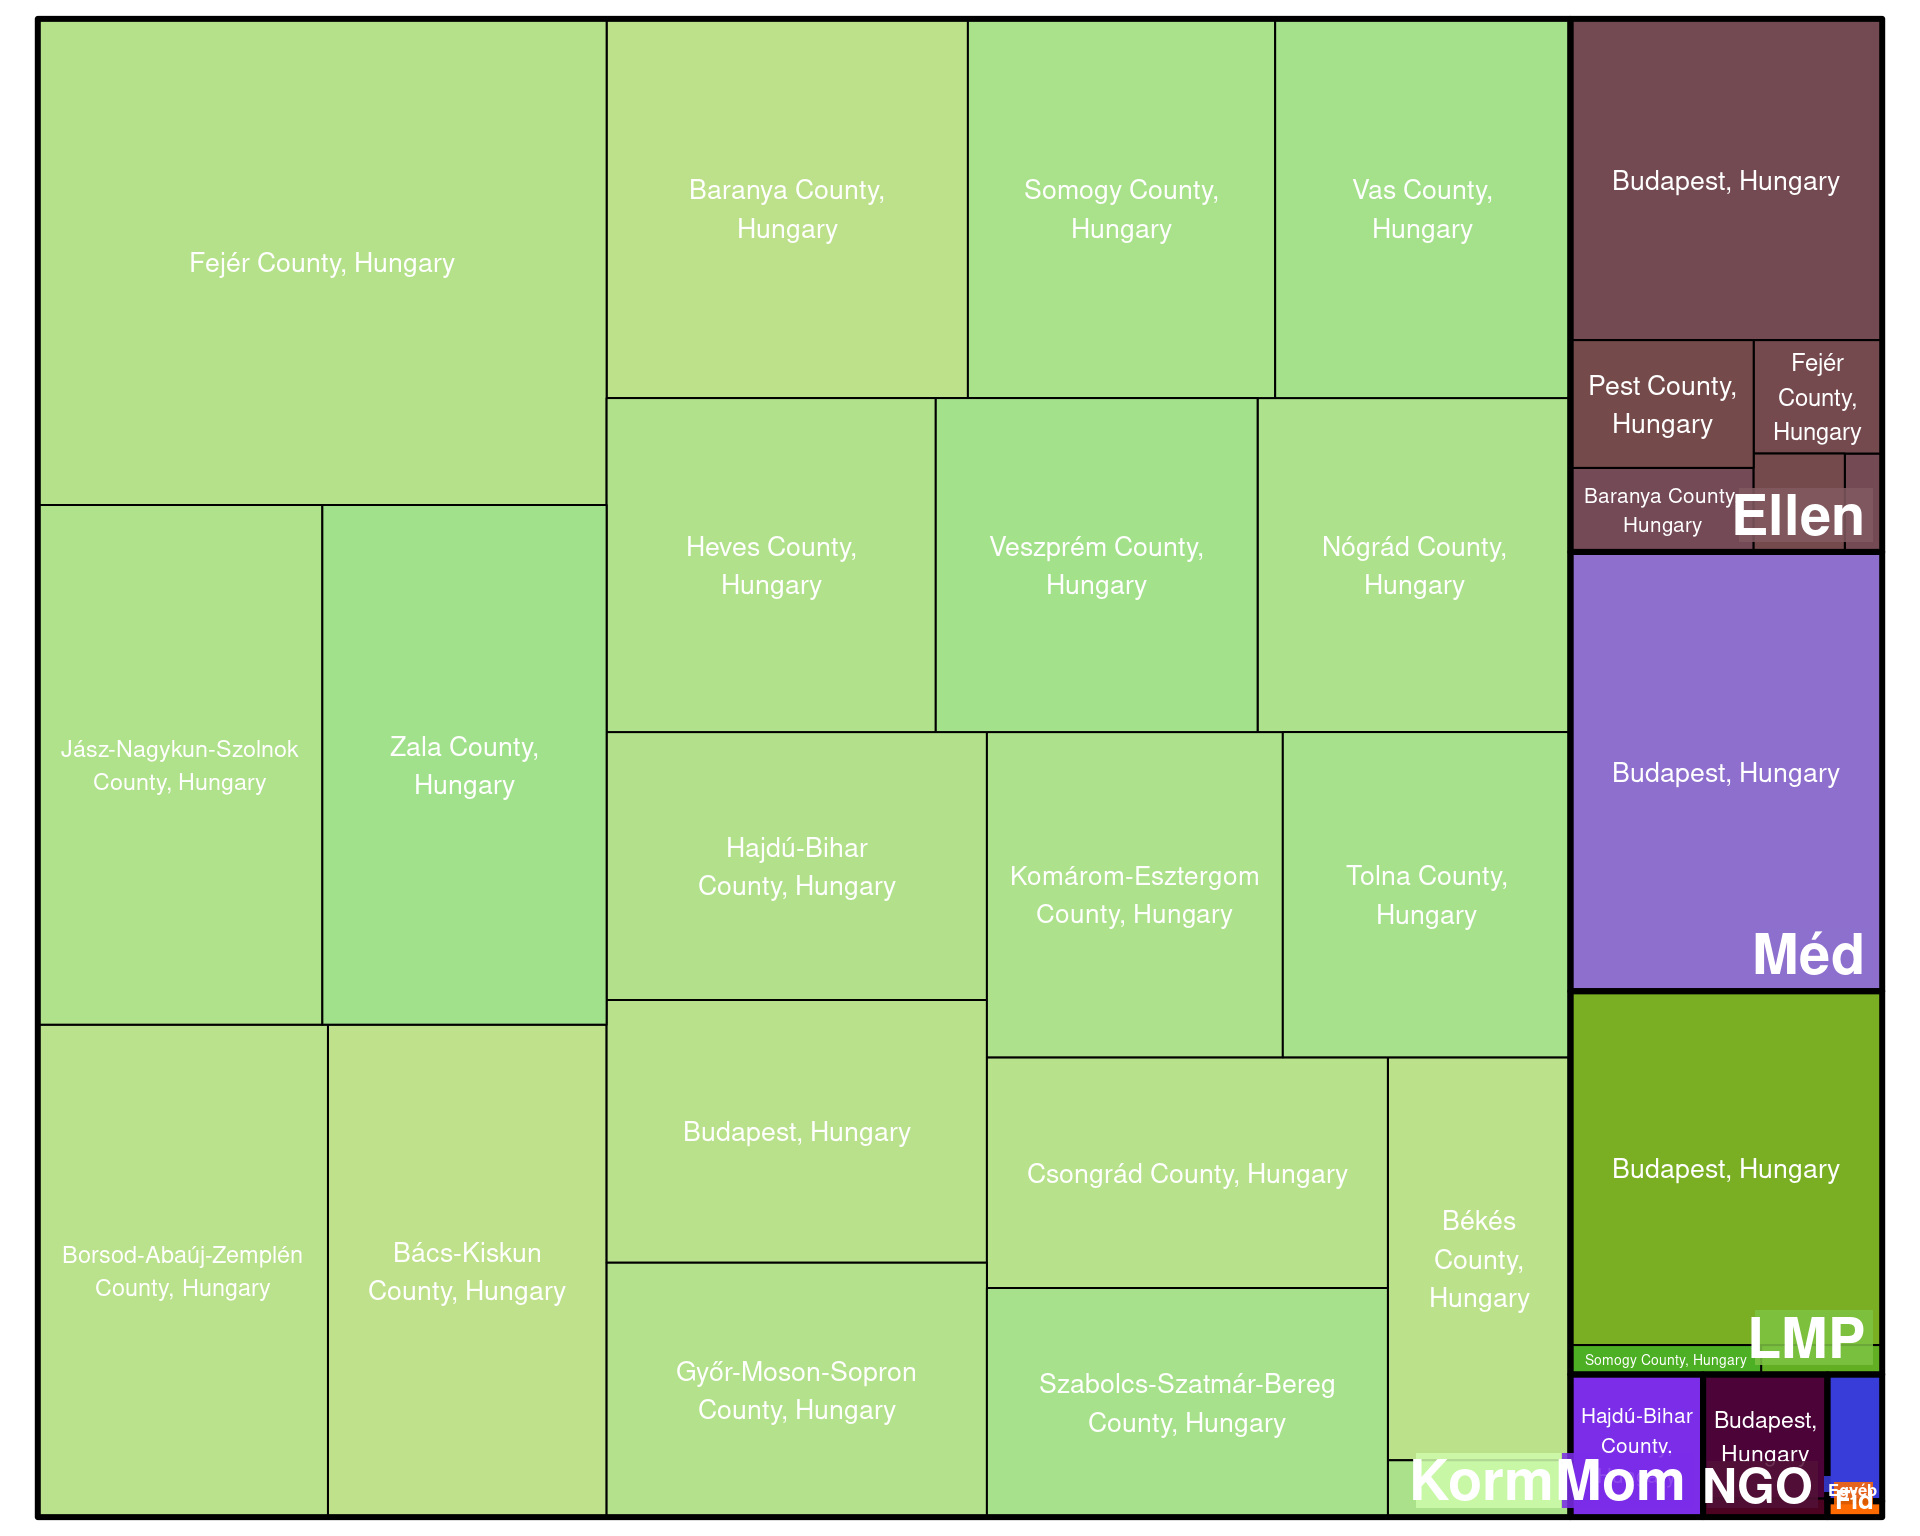 Fejér County, Hungary
Baranya County,
Hungary
Somogy County,
Hungary
Vas County,
Hungary
Budapest, Hungary
Pest County,
Hungary
Fejér
County,
Hungary
Baranya County
Hungary
Ellen
Jász-Nagykun-Szolnok
County, Hungary
Zala County,
Hungary
Heves County,
Hungary
Veszprém County,
Hungary
Nógrád County,
Hungary
Budapest, Hungary
Méd
Hajdú-Bihar
County, Hungary
Komárom-Esztergom
County, Hungary
Tolna County,
Hungary
Borsod-Abaúj-Zemplén
County, Hungary
Bács-Kiskun
County, Hungary
Budapest, Hungary
Csongrád County, Hungary
Békés
County,
Hungary
Budapest, Hungary
LMP
Somogy County, Hungary
Győr-Moson-Sopron
County, Hungary
Szabolcs-Szatmár-Bereg
County, Hungary
Korm
Hajdú-Bihar
County,
Mom
Budapest,
Hungary
NGO
Egyéb
Fid